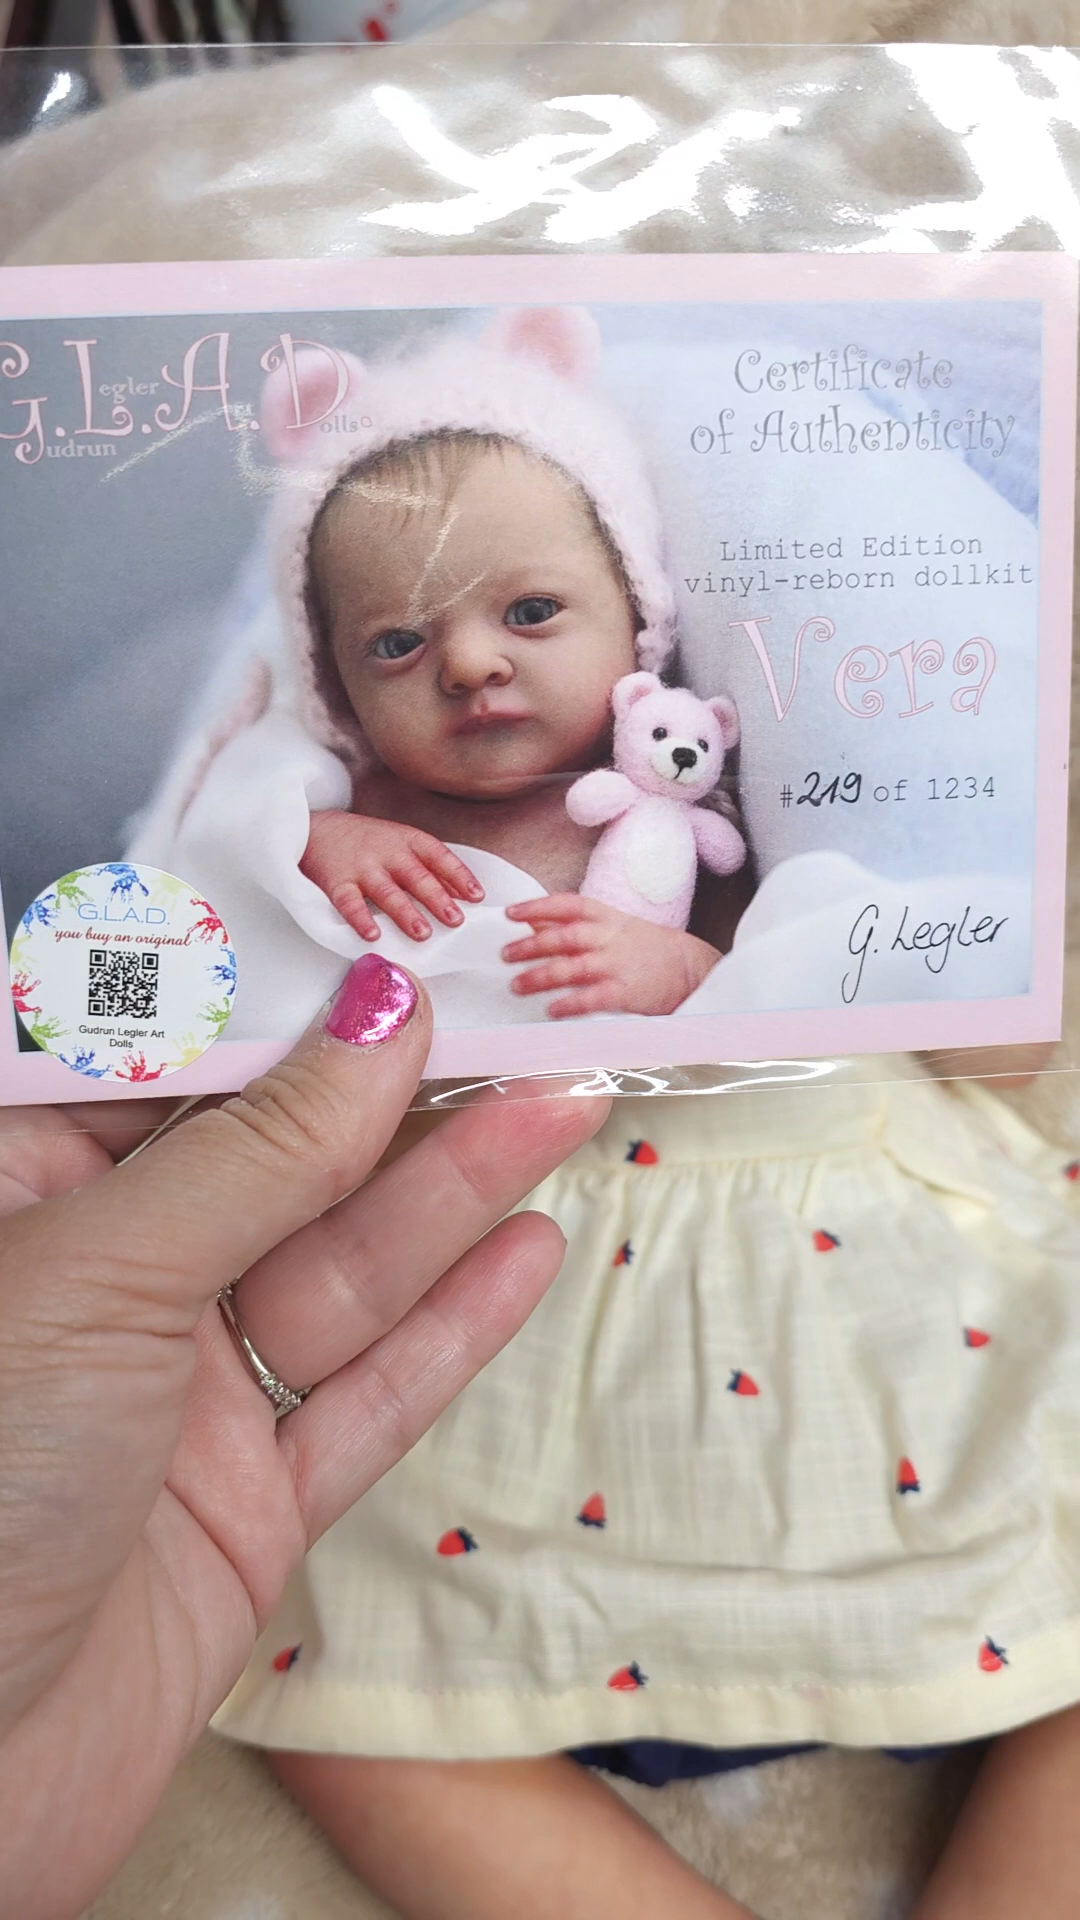 G.L.A.D.
Gudrun Legler Art Dolls
Certificate
of Authenticity
Limited Edition
vinyl-reborn dollkit
Vera
#219 of 1234
G. Legler
G.L.A.D.
you buy an original
Gudrun Legler Art
Dolls